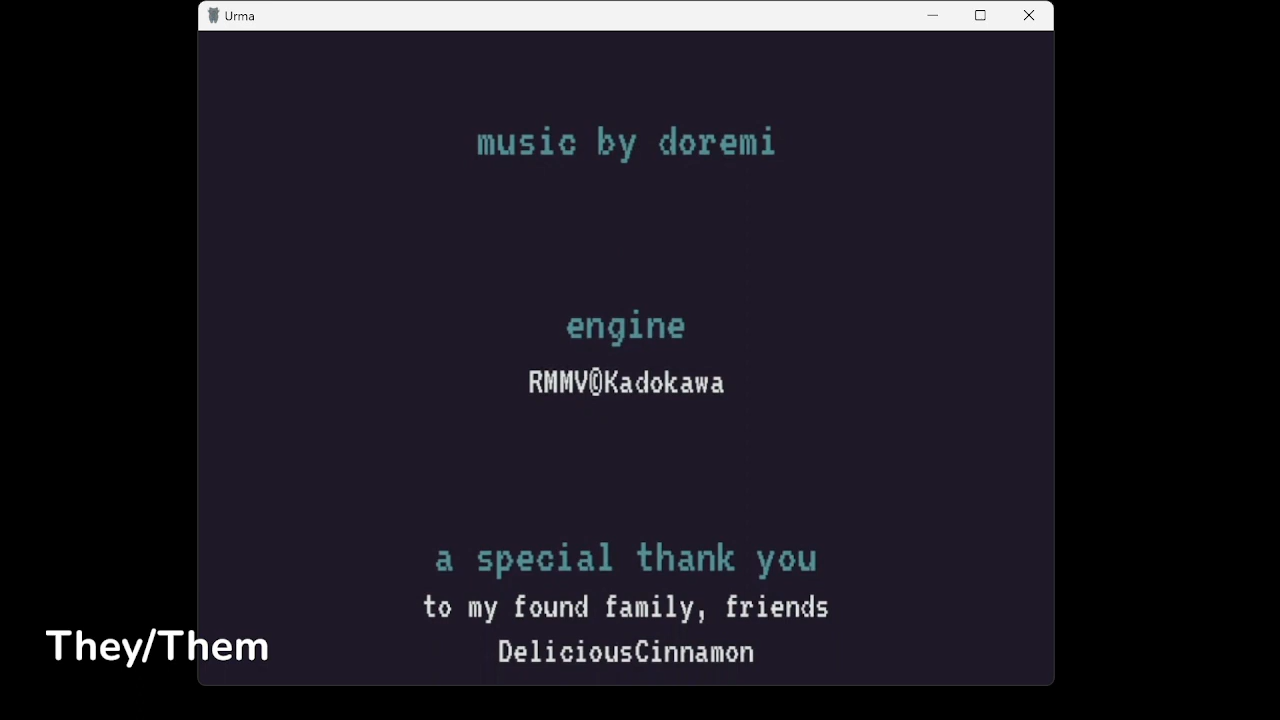 Urma
music by doremi
engine
RMMV©Kadokawa
a special thank you
to my found family, friends
DeliciousCinnamon
They/Them